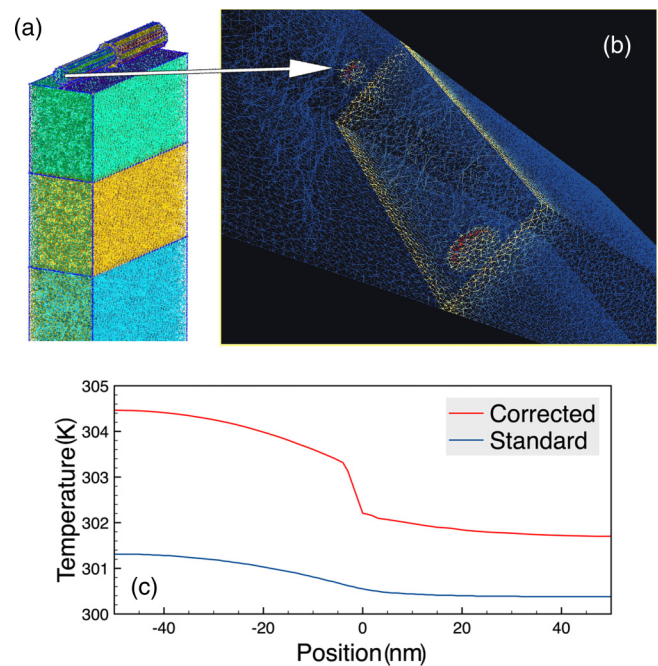 (a)
(b)
305
304
303
302
301
300
Temperature(K)
Corrected
Standard
(c)
-40
-20
0
20
40
Position(nm)